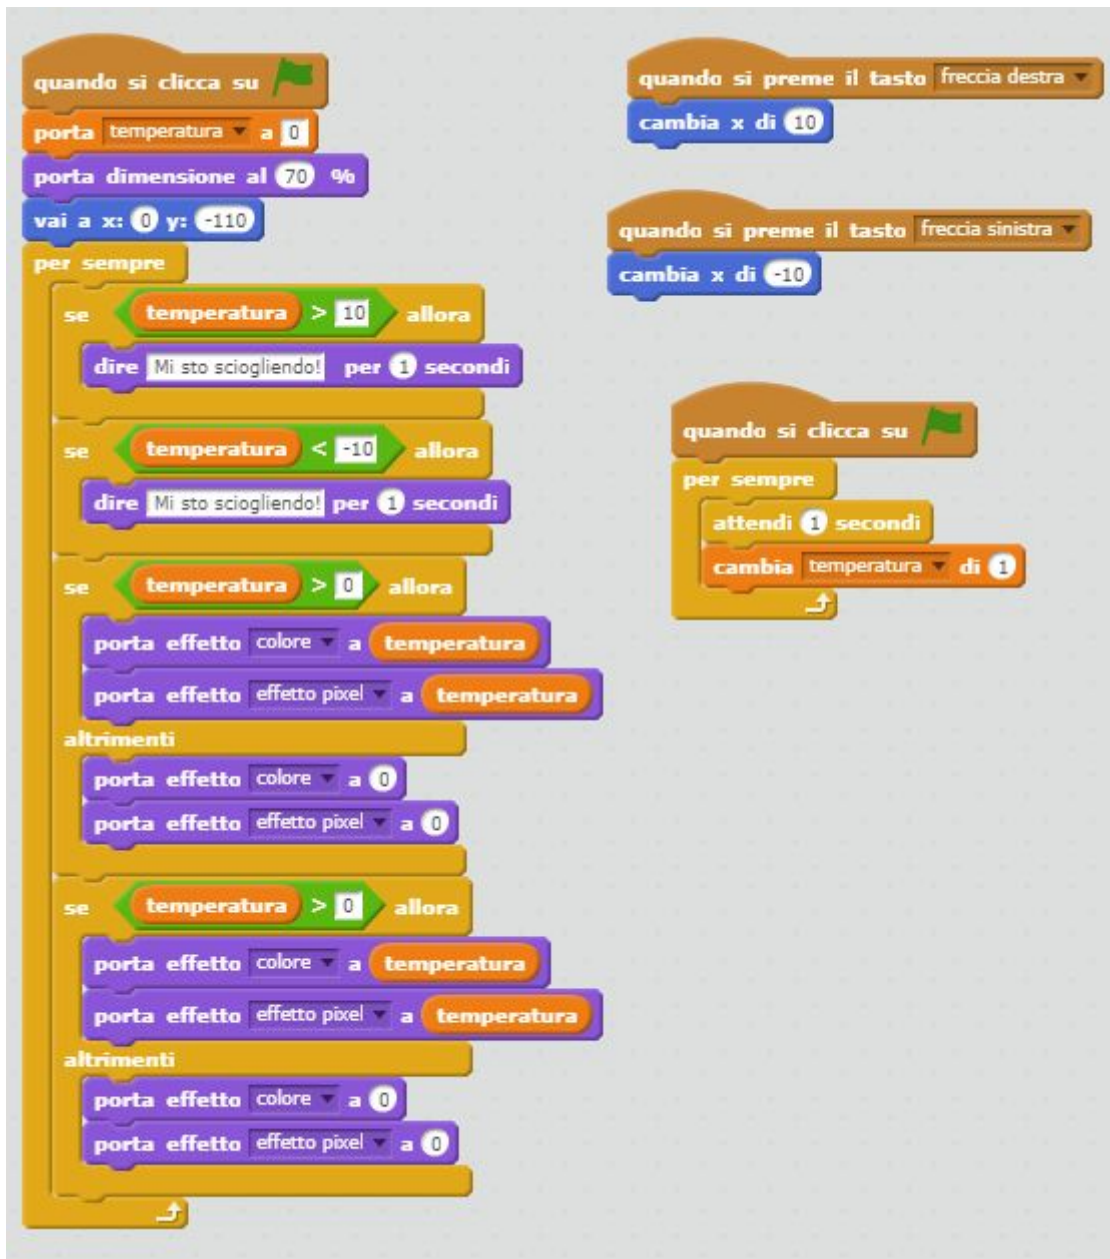 quando si clicca su
porta temperatura a 0
porta dimensione al 70 %
vai a x: 0 y: -110
per sempre
se temperatura > 10 allora
dire Mi sto sciogliendo! per 1 secondi
se temperatura < -10 allora
dire Mi sto sciogliendo! per 1 secondi
se temperatura > 0 allora
porta effetto colore a temperatura
porta effetto effetto pixel a temperatura
altrimenti
porta effetto colore a 0
porta effetto effetto pixel a 0
se temperatura > 0 allora
porta effetto colore a temperatura
porta effetto effetto pixel a temperatura
altrimenti
porta effetto colore a 0
porta effetto effetto pixel a 0
quando si preme il tasto freccia destra
cambia x di 10
quando si preme il tasto freccia sinistra
cambia x di -10
quando si clicca su
per sempre
attendi 1 secondi
cambia temperatura di 1